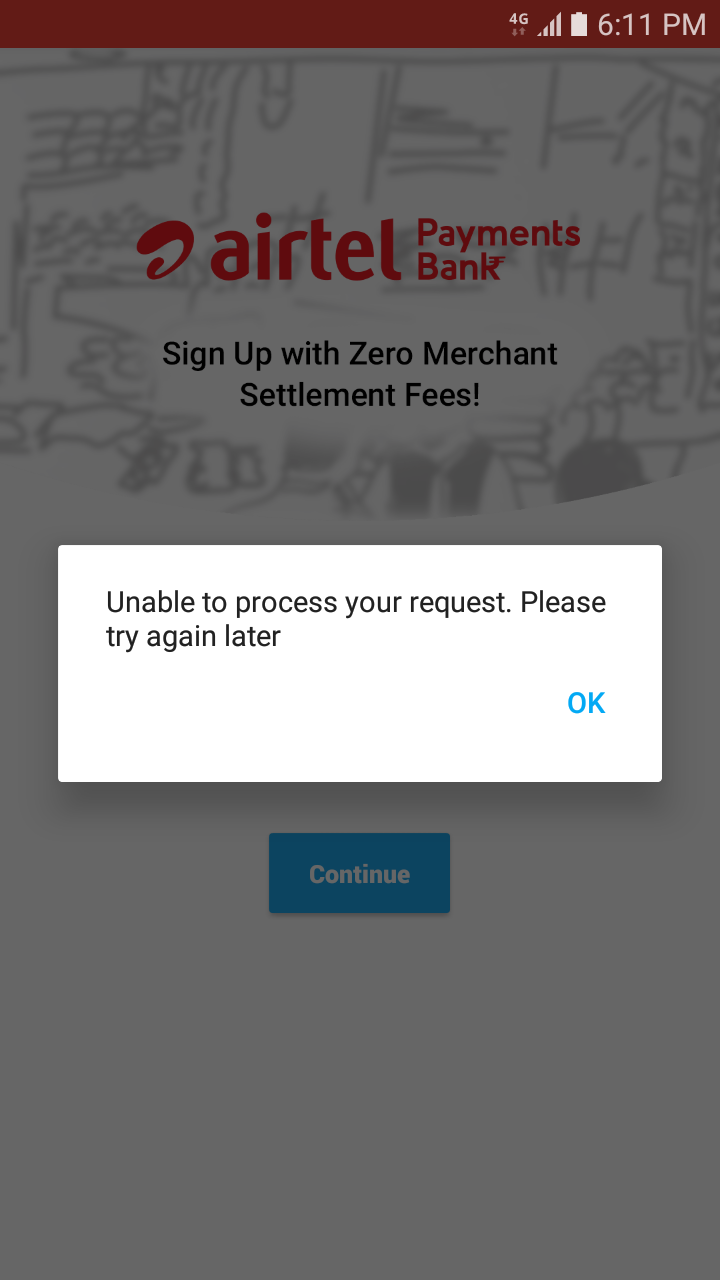 4G 6:11 PM
airtel Payments Bank
Sign Up with Zero Merchant
Settlement Fees!
Unable to process your request. Please
try again later
OK
Continue